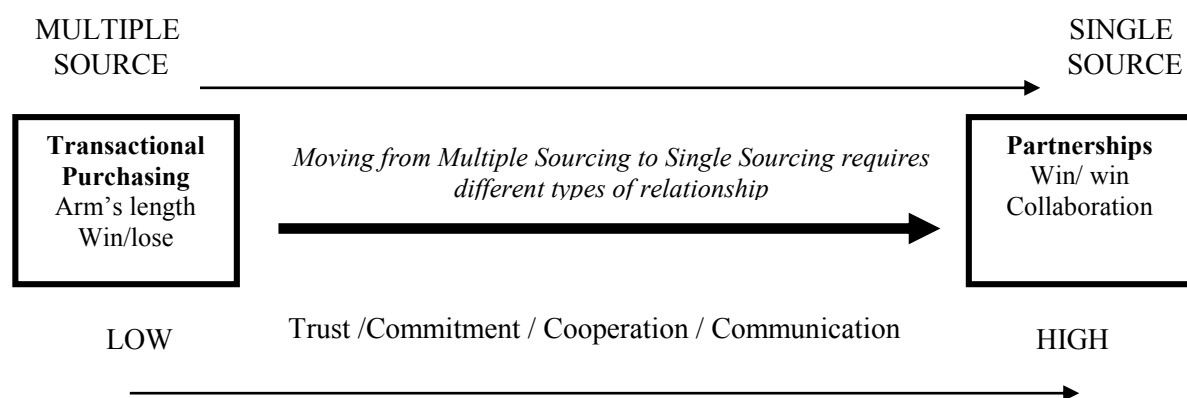 MULTIPLE
SOURCE
SINGLE
SOURCE
Transactional
Purchasing
Arm's length
Win/lose
Moving from Multiple Sourcing to Single Sourcing requires
different types of relationship
Partnerships
Win/ win
Collaboration
LOW
Trust /Commitment / Cooperation / Communication
HIGH